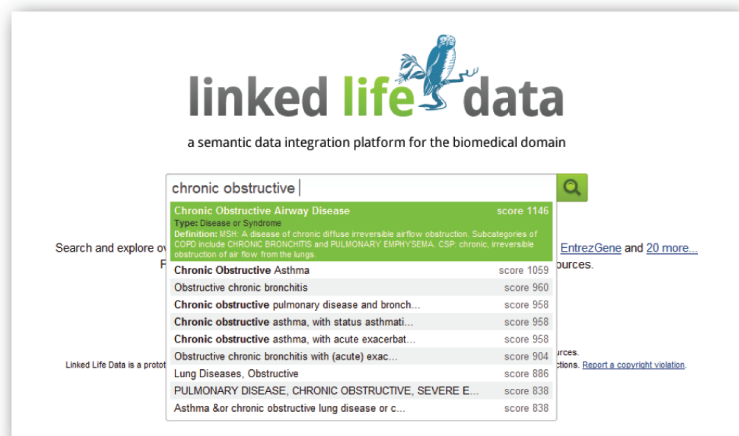 linked life data
a semantic data integration platform for the biomedical domain
chronic obstructive
Chronic Obstructive Airway Disease score 1146
Type: Disease or Syndrome
Definition: MSH: A disease of chronic diffuse irreversible airflow obstruction. Subcategories of
COPD include CHRONIC BRONCHITIS and PULMONARY EMPHYSEMA. CSP: chronic, irreversible
obstruction of air flow from the lungs.
Search and explore ov EntrezGene and 20 more...
F ources.
Chronic Obstructive Asthma score 1059
Obstructive chronic bronchitis score 960
Chronic obstructive pulmonary disease and bronch... score 958
Chronic obstructive asthma, with status asthmati... score 958
Chronic obstructive asthma, with acute exacerbat... score 958
Obstructive chronic bronchitis with (acute) exac... score 904
urces.
Linked Life Data is a protot ctions. Report a copyright violation.
Lung Diseases, Obstructive score 886
PULMONARY DISEASE, CHRONIC OBSTRUCTIVE, SEVERE E... score 838
Asthma &or chronic obstructive lung disease or c... score 838